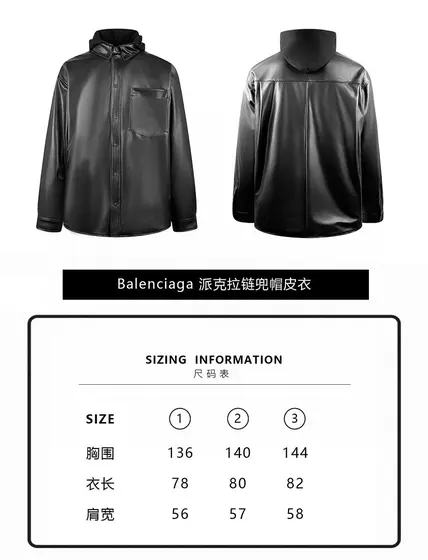 Balenciaga 派克拉链兜帽皮衣
SIZING INFORMATION
尺码表
SIZE ① ② ③
胸围 136 140 144
衣长 78 80 82
肩宽 56 57 58